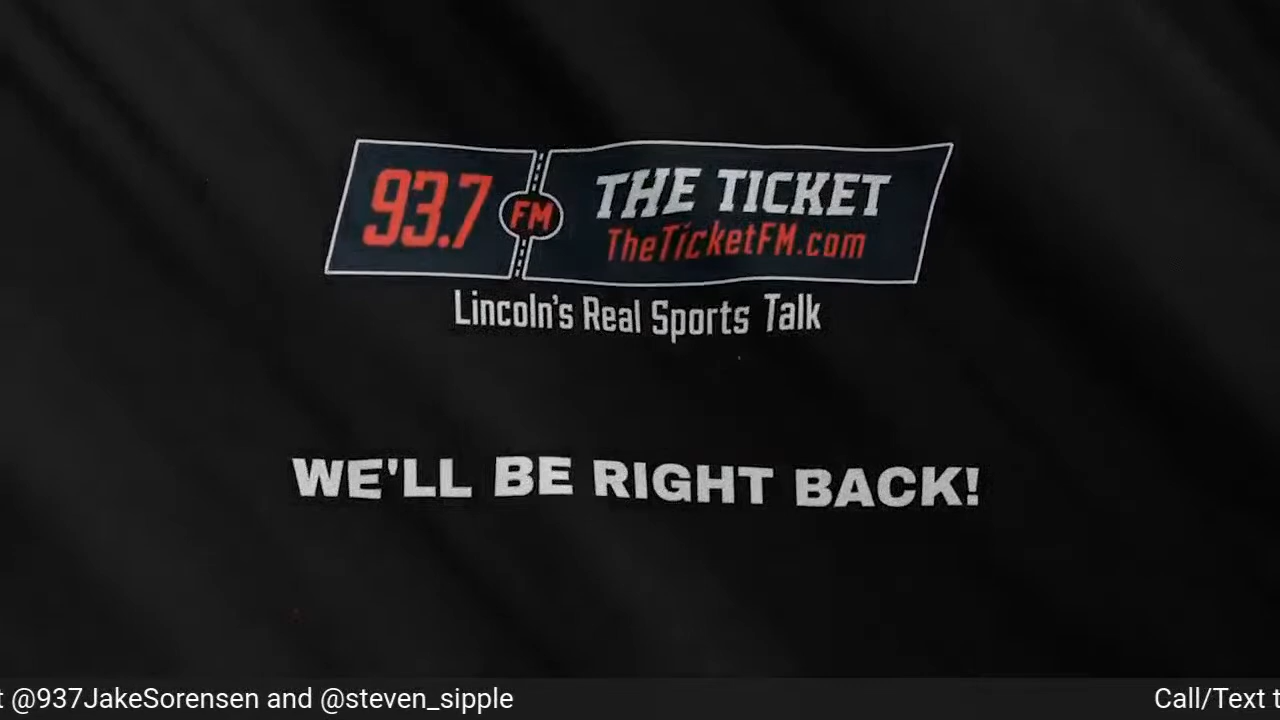 93.7 FM THE TICKET
TheTicketFM.com
Lincoln's Real Sports Talk
WE'LL BE RIGHT BACK!
t @937JakeSorensen and @steven_sipple Call/Text t